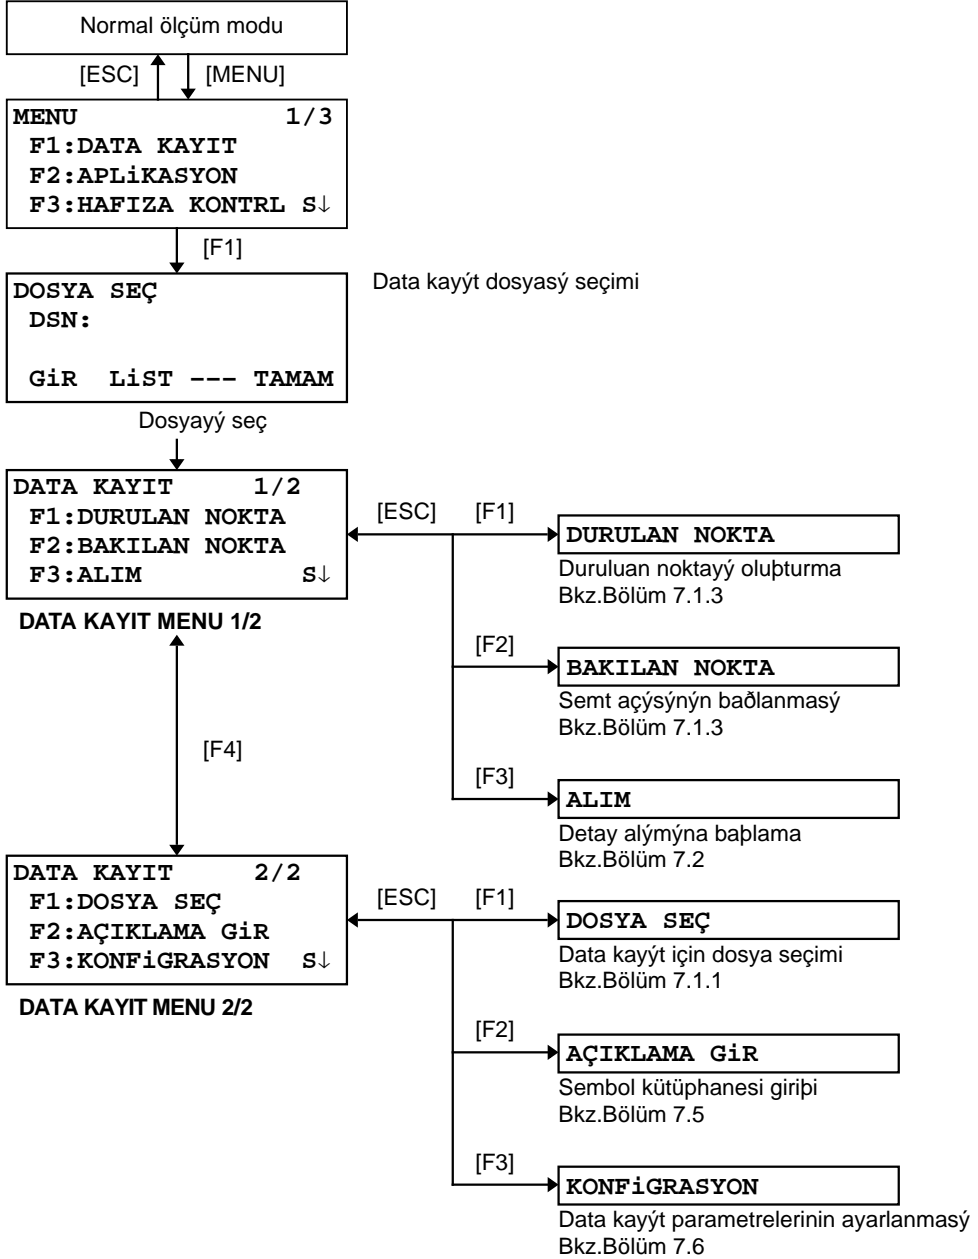 Normal ölçüm modu
[ESC] [MENU]
MENU 1/3
F1:DATA KAYIT
F2:APLiKASYON
F3:HAFIZA KONTRL S↓
[F1]
DOSYA SEÇ
DSN:
GiR LiST --- TAMAM
Data kayýt dosyasý seçimi
Dosyayý seç
DATA KAYIT 1/2
F1:DURULAN NOKTA
F2:BAKILAN NOKTA
F3:ALIM S↓
DATA KAYIT MENU 1/2
[ESC] [F1]
DURULAN NOKTA
Duruluan noktayý oluþturma
Bkz.Bölüm 7.1.3
[F2]
BAKILAN NOKTA
Semt açýsýnýn baðlanmasý
Bkz.Bölüm 7.1.3
[F3]
ALIM
Detay alýmýna baþlama
Bkz.Bölüm 7.2
[F4]
DATA KAYIT 2/2
F1:DOSYA SEÇ
F2:AÇIKLAMA GiR
F3:KONFiGRASYON S↓
DATA KAYIT MENU 2/2
[ESC] [F1]
DOSYA SEÇ
Data kayýt için dosya seçimi
Bkz.Bölüm 7.1.1
[F2]
AÇIKLAMA GiR
Sembol kütüphanesi giriþi
Bkz.Bölüm 7.5
[F3]
KONFiGRASYON
Data kayýt parametrelerinin ayarlanmasý
Bkz.Bölüm 7.6